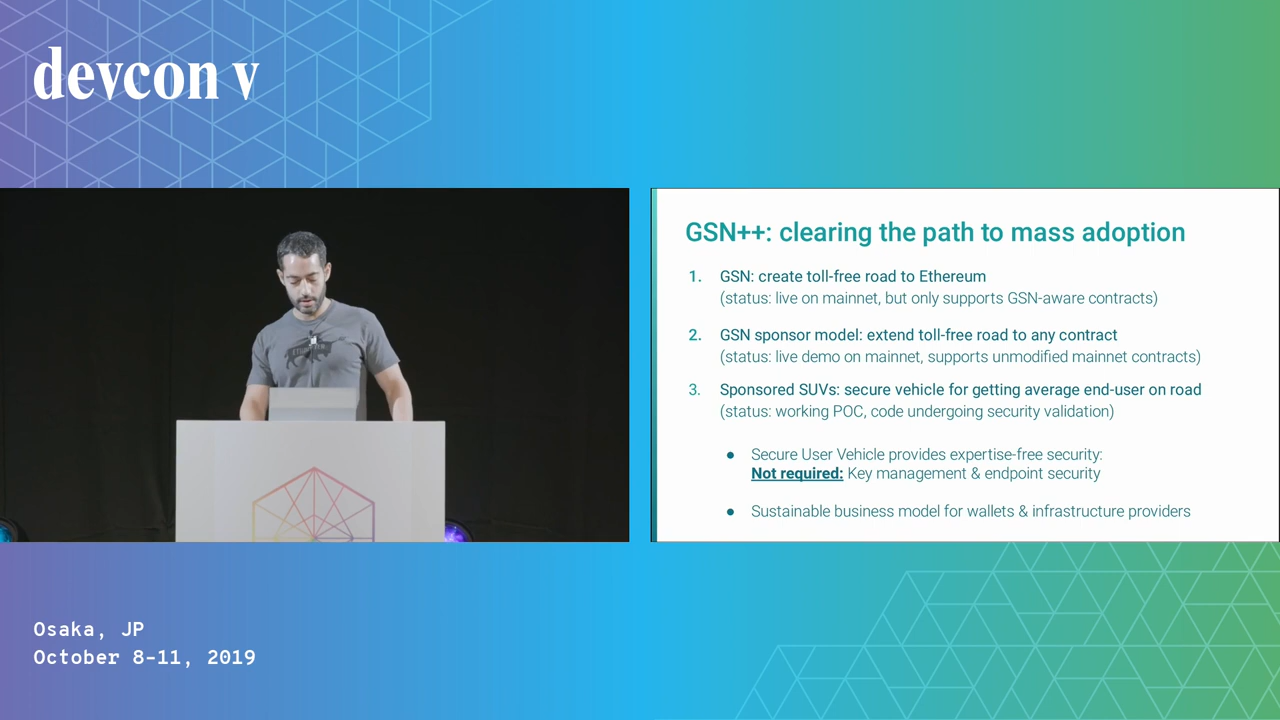 devcon v
GSN++: clearing the path to mass adoption
1. GSN: create toll-free road to Ethereum
(status: live on mainnet, but only supports GSN-aware contracts)
2. GSN sponsor model: extend toll-free road to any contract
(status: live demo on mainnet, supports unmodified mainnet contracts)
3. Sponsored SUVs: secure vehicle for getting average end-user on road
(status: working POC, code undergoing security validation)
● Secure User Vehicle provides expertise-free security:
Not required: Key management & endpoint security
● Sustainable business model for wallets & infrastructure providers
Osaka, JP
October 8-11, 2019